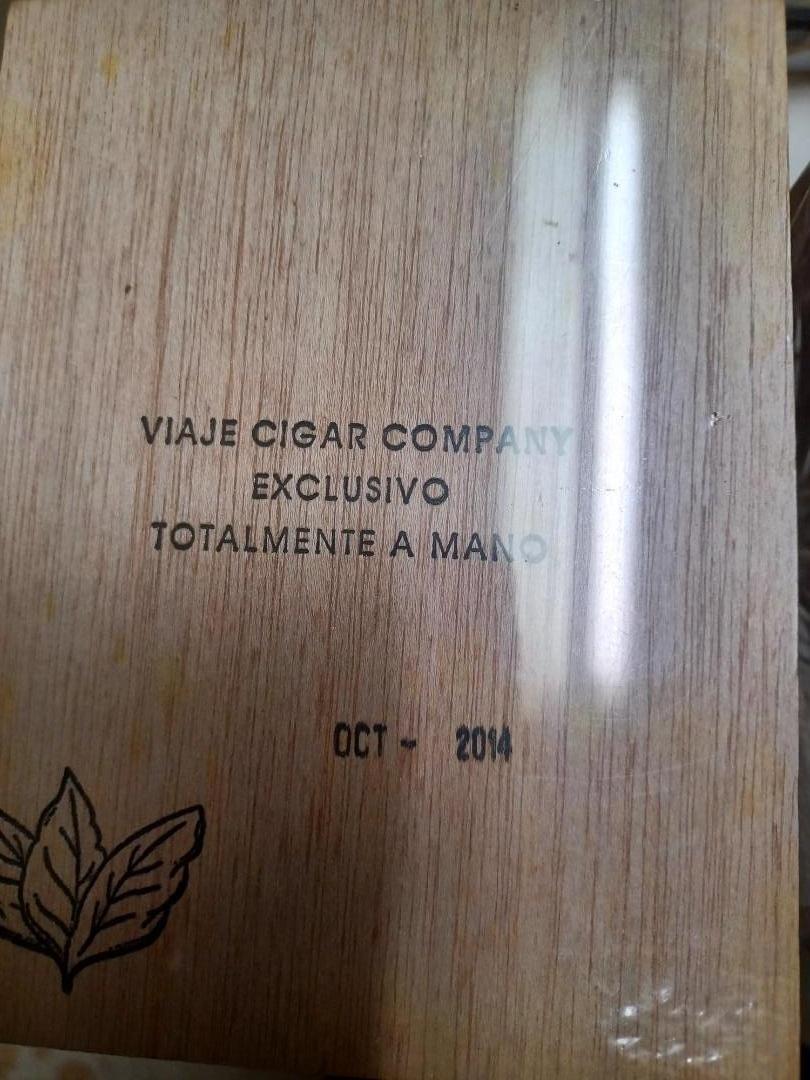 VIAJE CIGAR COMPANY
EXCLUSIVO
TOTALMENTE A MANO
OCT - 2014